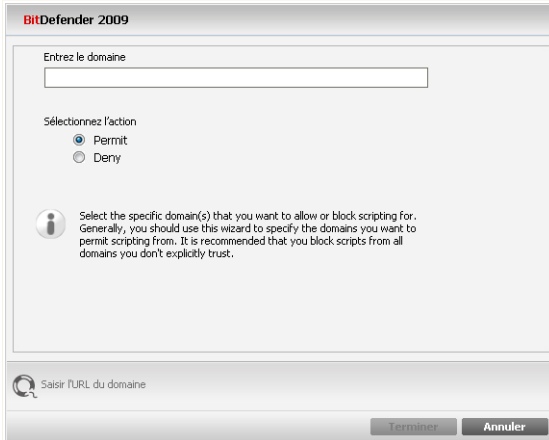 BitDefender 2009
Entrez le domaine
Sélectionnez l'action
Permit
Deny
Select the specific domain(s) that you want to allow or block scripting for.
Generally, you should use this wizard to specify the domains you want to
permit scripting from. It is recommended that you block scripts from all
domains you don't explicitly trust.
Saisir l'URL du domaine
Terminer
Annuler